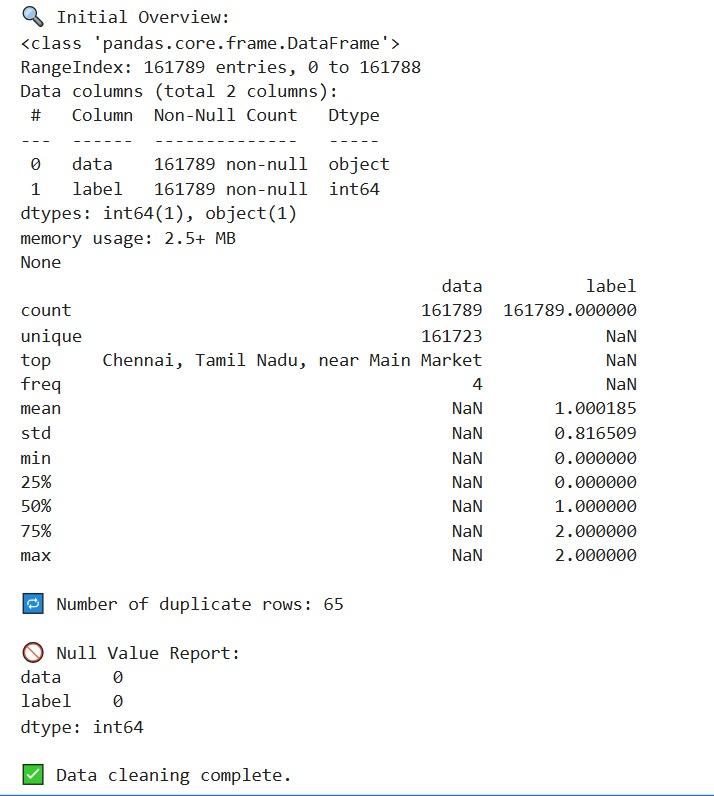 🔍 Initial Overview:
<class 'pandas.core.frame.DataFrame'>
RangeIndex: 161789 entries, 0 to 161788
Data columns (total 2 columns):
 #   Column  Non-Null Count   Dtype
---  ------  --------------   -----
 0   data    161789 non-null  object
 1   label   161789 non-null  int64
dtypes: int64(1), object(1)
memory usage: 2.5+ MB
None
                                         data          label
count                                  161789  161789.000000
unique                                 161723            NaN
top     Chennai, Tamil Nadu, near Main Market            NaN
freq                                        4            NaN
mean                                      NaN       1.000185
std                                       NaN       0.816509
min                                       NaN       0.000000
25%                                       NaN       0.000000
50%                                       NaN       1.000000
75%                                       NaN       2.000000
max                                       NaN       2.000000
🔁 Number of duplicate rows: 65
🚫 Null Value Report:
data     0
label    0
dtype: int64
✅ Data cleaning complete.